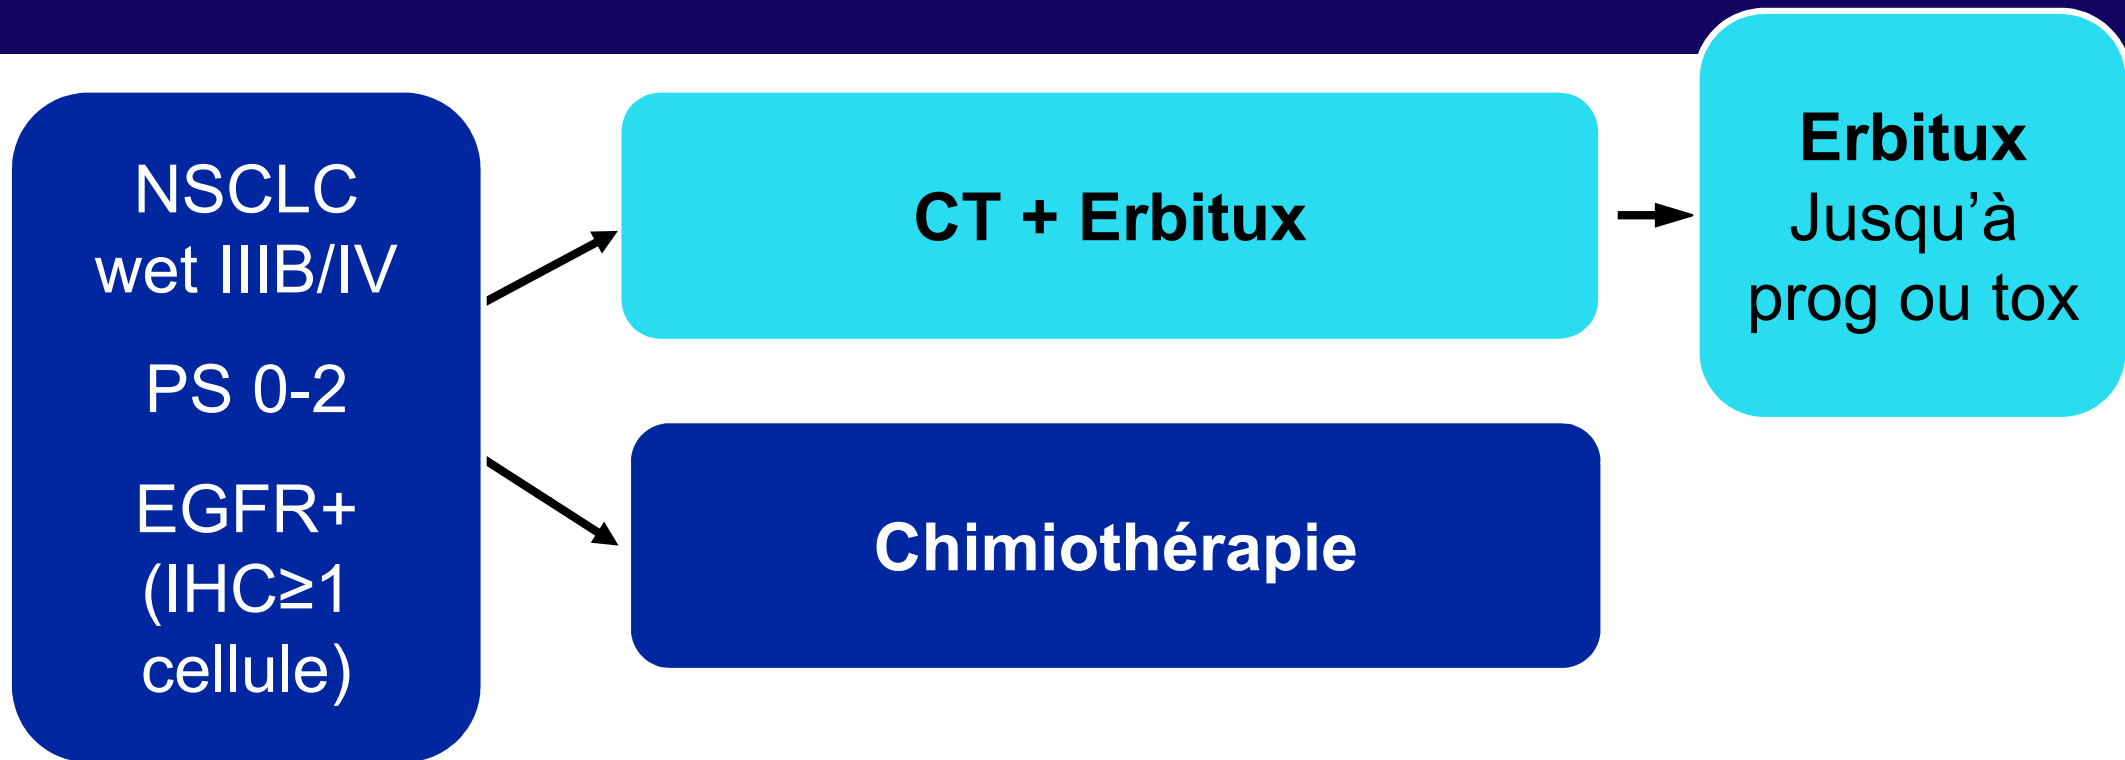 NSCLC
wet IIIB/IV
PS 0-2
EGFR+
(IHC≥1
cellule)
CT + Erbitux
Chimiothérapie
Erbitux
Jusqu’à
prog ou tox